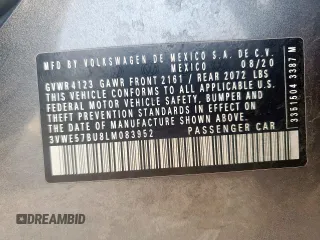 MFD BY VOLKSWAGEN DE MEXICO S.A. DE C.V.
MEXICO 08/20
GVWR4123 GAWR FRONT 2161 / REAR 2072 LBS
THIS VEHICLE CONFORMS TO ALL APPLICABLE
FEDERAL MOTOR VEHICLE SAFETY, BUMPER AND
THEFT PREVENTION STANDARDS IN EFFECT ON
THE DATE OF MANUFACTURE SHOWN ABOVE
3VWE57BU8LM083952 PASSENGER CAR
3351504 3387 M
DREAMBID